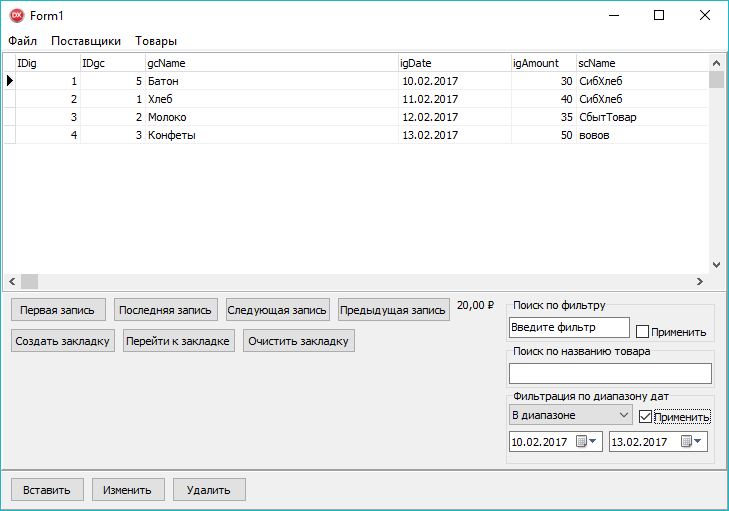 DX Form1
Файл Поставщики Товары
IDig IDgc gcName igDate igAmount scName
1 5 Батон 10.02.2017 30 СибХлеб
2 1 Хлеб 11.02.2017 40 СибХлеб
3 2 Молоко 12.02.2017 35 СбытТовар
4 3 Конфеты 13.02.2017 50 вовов
Первая запись Последняя запись Следующая запись Предыдущая запись 20,00 ₽
Создать закладку Перейти к закладке Очистить закладку
Поиск по фильтру
Введите фильтр Применить
Поиск по названию товара
Фильтрация по диапазону дат
В диапазоне Применить
10.02.2017 13.02.2017
Вставить Изменить Удалить